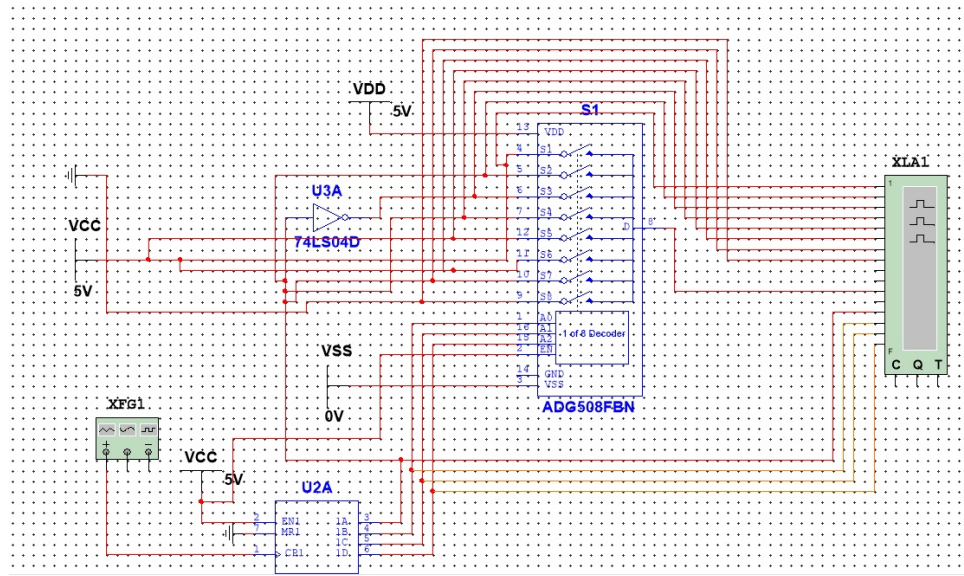 VDD
5V
S1
13 VDD
4 S1
5 S2
6 S3
7 S4
12 S5
11 S6
10 S7
9 S8
D 8
1 A0
16 A1
15 A2
2 EN
1 of 8 Decoder
14 GND
3 VSS
ADG508FBN
U3A
74LS04D
VCC
5V
VSS
0V
XLA1
1
F
C Q T
XFG1
+ −
VCC
5V
U2A
2 EN1 1A 3
7 MR1 1B 4
1C 5
1 CP1 1D 6